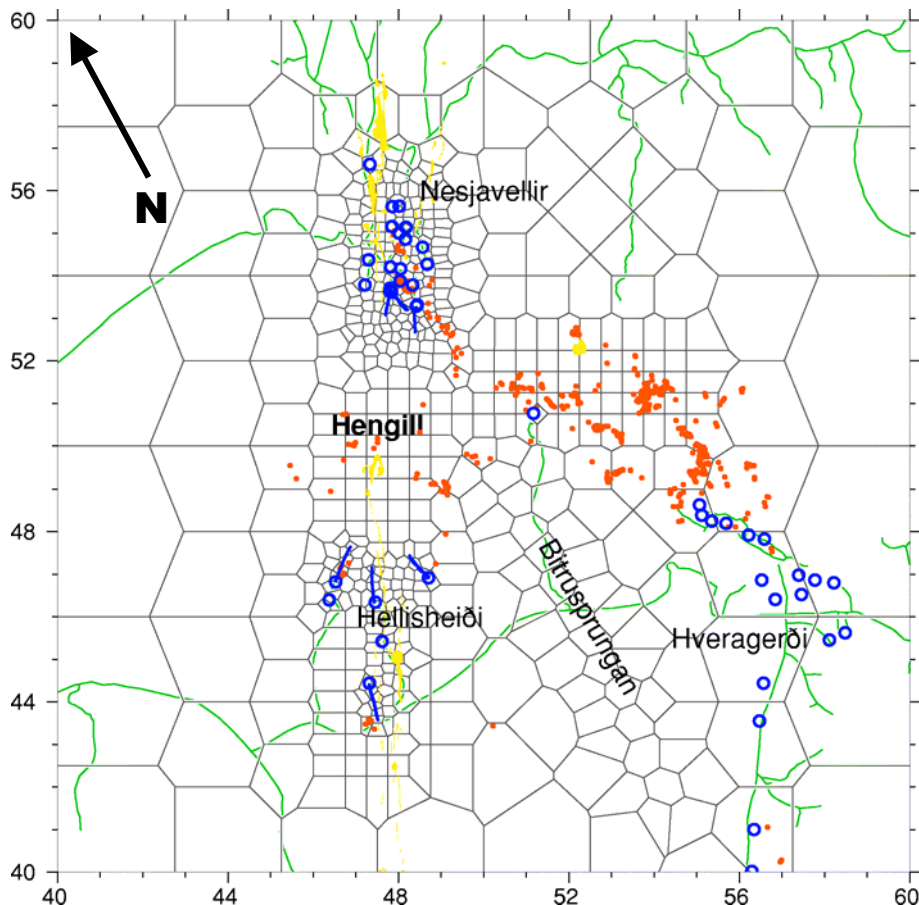 60
N
56
Nesjavellir
52
Hengill
48
Bitrusprungan
Hellisheiði
Hveragerði
44
40
40 44 48 52 56 60